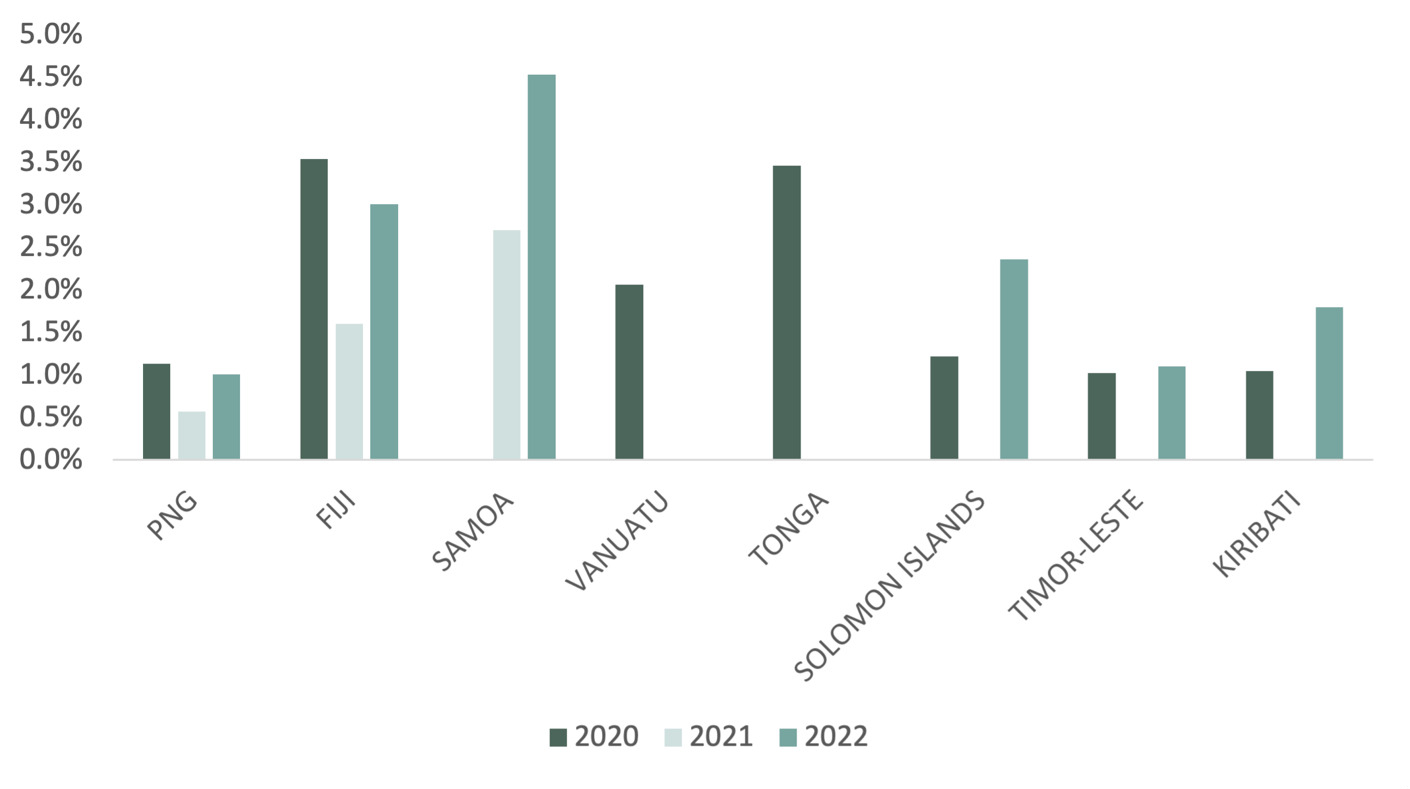 5.0%
4.5%
4.0%
3.5%
3.0%
2.5%
2.0%
1.5%
1.0%
0.5%
0.0%
PNG
FIJI
SAMOA
VANUATU
TONGA
SOLOMON ISLANDS
TIMOR-LESTE
KIRIBATI
2020 2021 2022